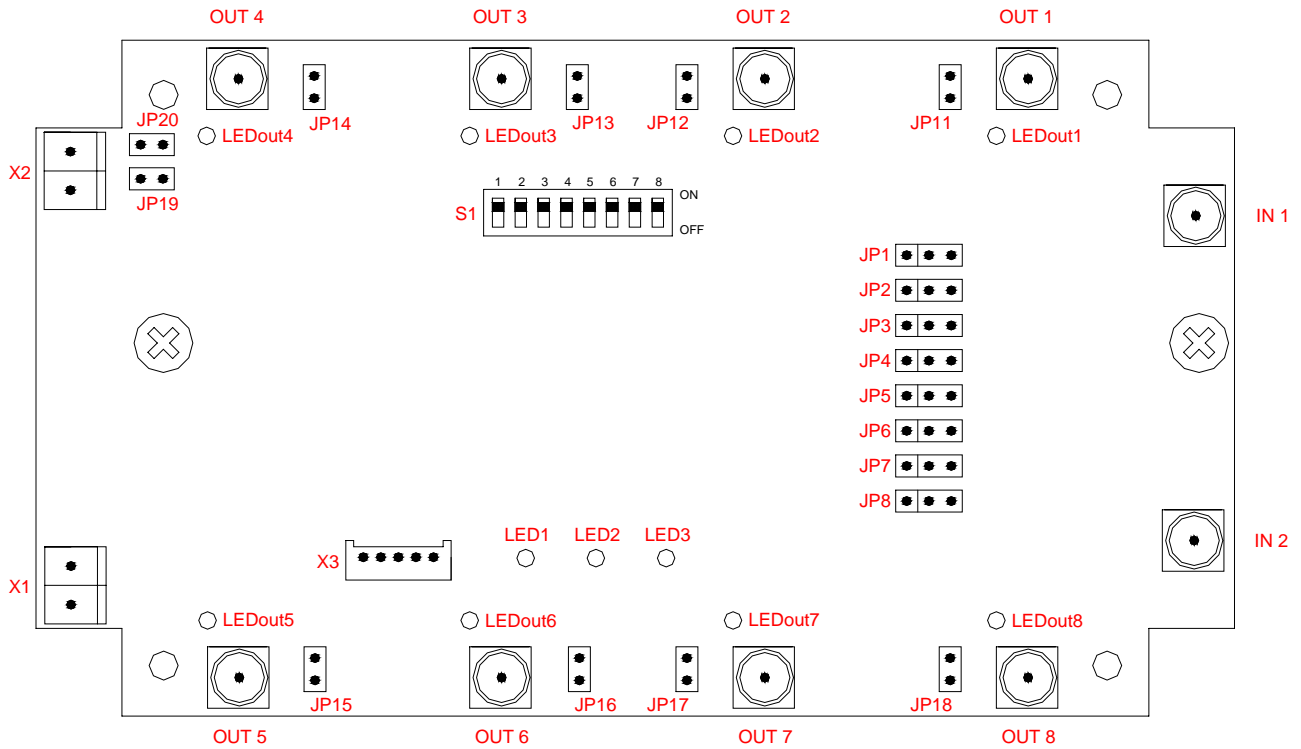 OUT 4
OUT 3
OUT 2
OUT 1
JP20
JP14
JP13
JP12
JP11
LEDout4
LEDout3
LEDout2
LEDout1
X2
JP19
1 2 3 4 5 6 7 8
ON
S1
OFF
IN 1
JP1
JP2
JP3
JP4
JP5
JP6
JP7
JP8
LED1
LED2
LED3
IN 2
X3
X1
LEDout5
LEDout6
LEDout7
LEDout8
JP15
JP16
JP17
JP18
OUT 5
OUT 6
OUT 7
OUT 8